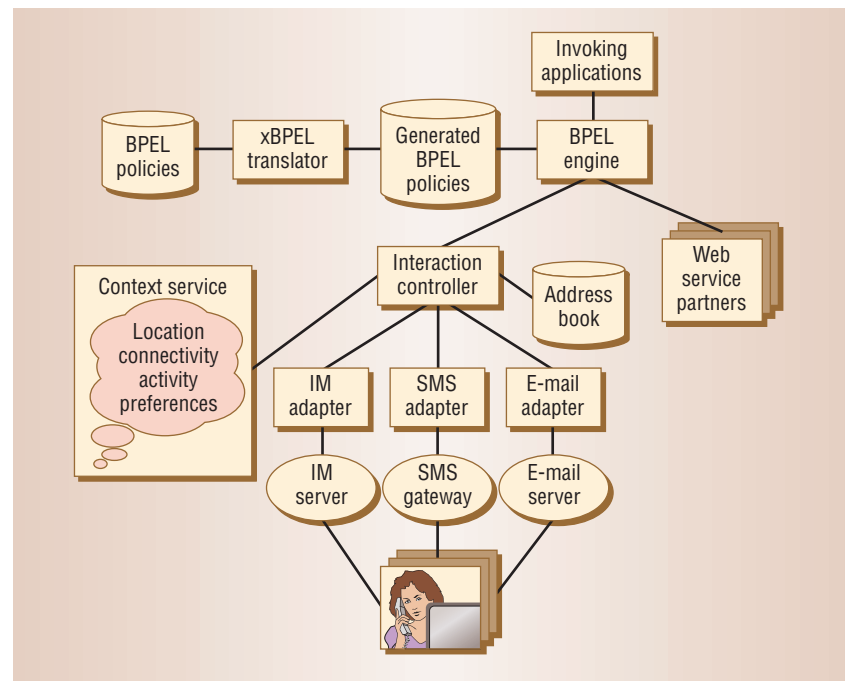 Invoking
applications
BPEL
policies
xBPEL
translator
Generated
BPEL
policies
BPEL
engine
Interaction
controller
Address
book
Web
service
partners
Context service
Location
connectivity
activity
preferences
IM
adapter
SMS
adapter
E-mail
adapter
IM
server
SMS
gateway
E-mail
server